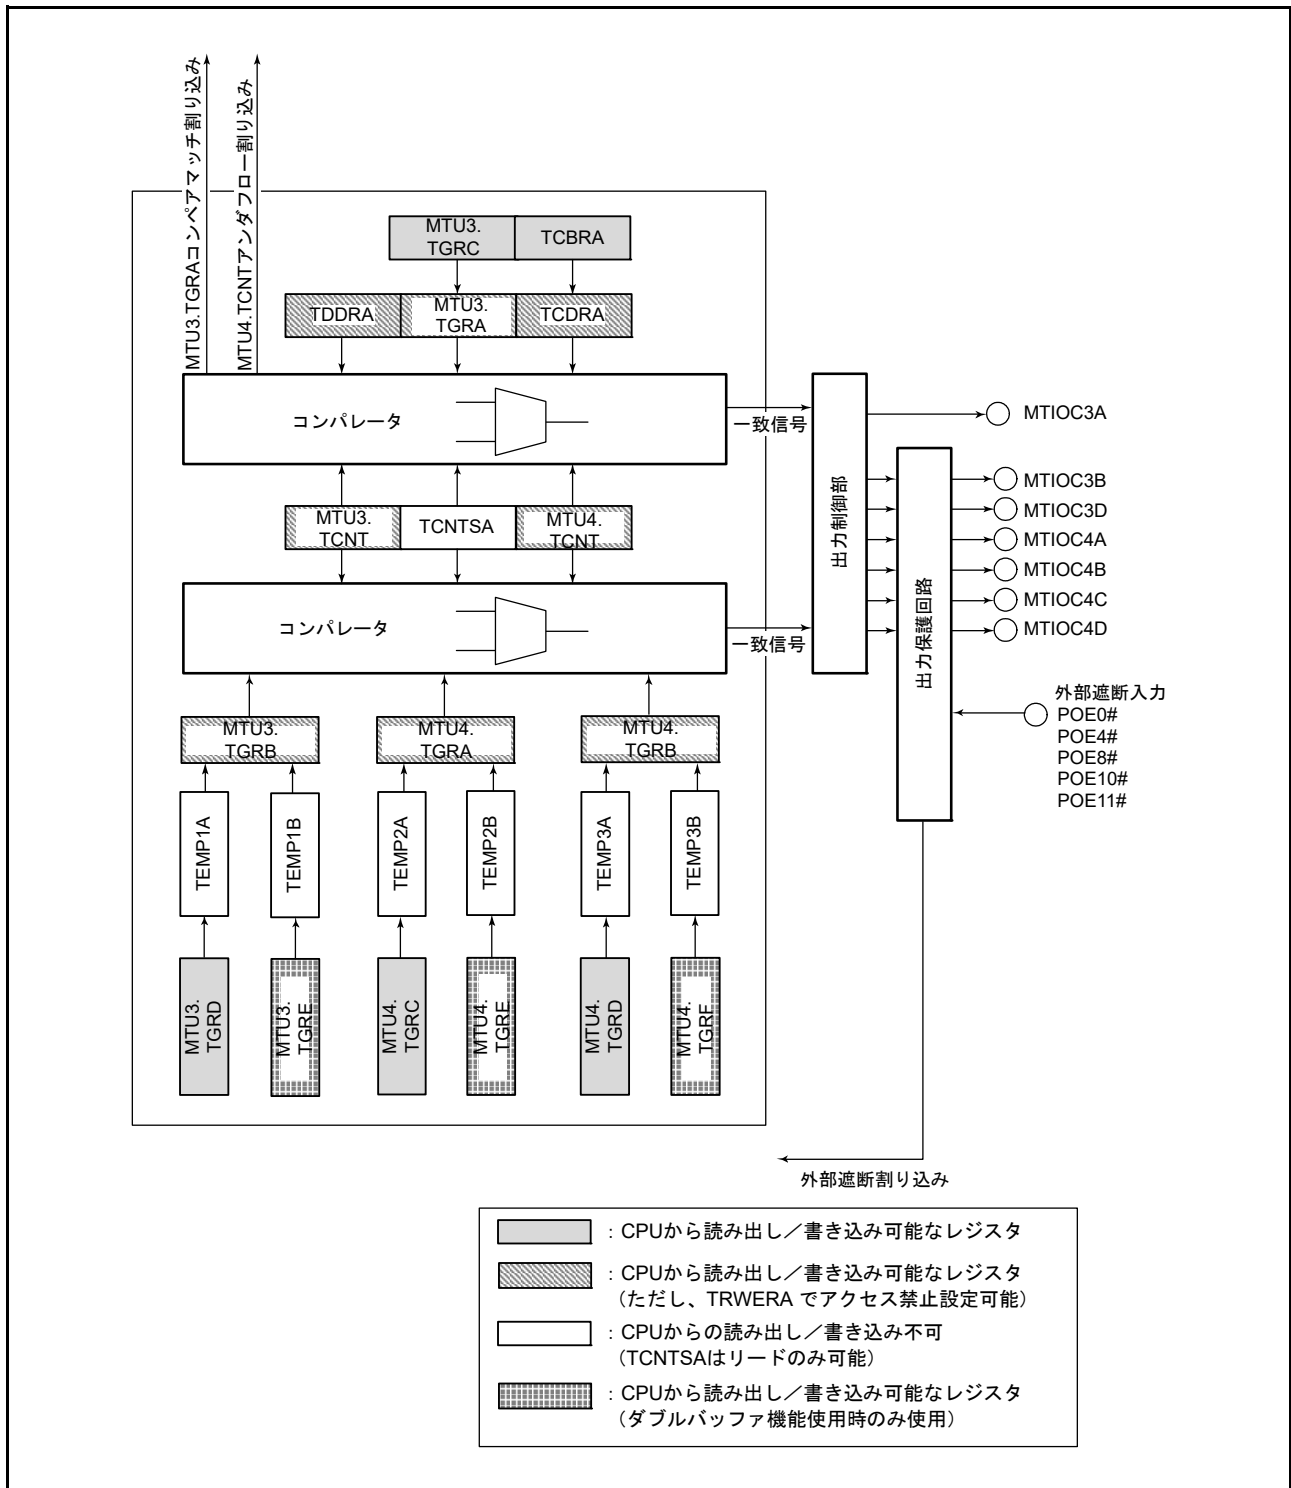 MTU3.TGRAコンペアマッチ割り込み
MTU4.TCNTアンダフロー割り込み
MTU3.
TGRC
TCBRA
TDDRA
MTU3.
TGRA
TCDRA
コンパレータ
一致信号
MTU3.
TCNT
TCNTSA
MTU4.
TCNT
コンパレータ
一致信号
出力制御部
出力保護回路
MTIOC3A
MTIOC3B
MTIOC3D
MTIOC4A
MTIOC4B
MTIOC4C
MTIOC4D
外部遮断入力
POE0#
POE4#
POE8#
POE10#
POE11#
MTU3.
TGRB
MTU4.
TGRA
MTU4.
TGRB
TEMP1A
TEMP1B
TEMP2A
TEMP2B
TEMP3A
TEMP3B
MTU3.
TGRD
MTU3.
TGRE
MTU4.
TGRC
MTU4.
TGRE
MTU4.
TGRD
MTU4.
TGRF
外部遮断割り込み
:CPUから読み出し/書き込み可能なレジスタ
:CPUから読み出し/書き込み可能なレジスタ
(ただし、TRWERA でアクセス禁止設定可能)
:CPUからの読み出し/書き込み不可
(TCNTSAはリードのみ可能)
:CPUから読み出し/書き込み可能なレジスタ
(ダブルバッファ機能使用時のみ使用)